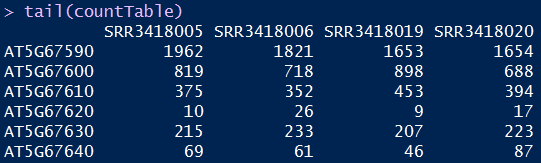 > tail(countTable)
SRR3418005 SRR3418006 SRR3418019 SRR3418020
AT5G67590 1962 1821 1653 1654
AT5G67600 819 718 898 688
AT5G67610 375 352 453 394
AT5G67620 10 26 9 17
AT5G67630 215 233 207 223
AT5G67640 69 61 46 87